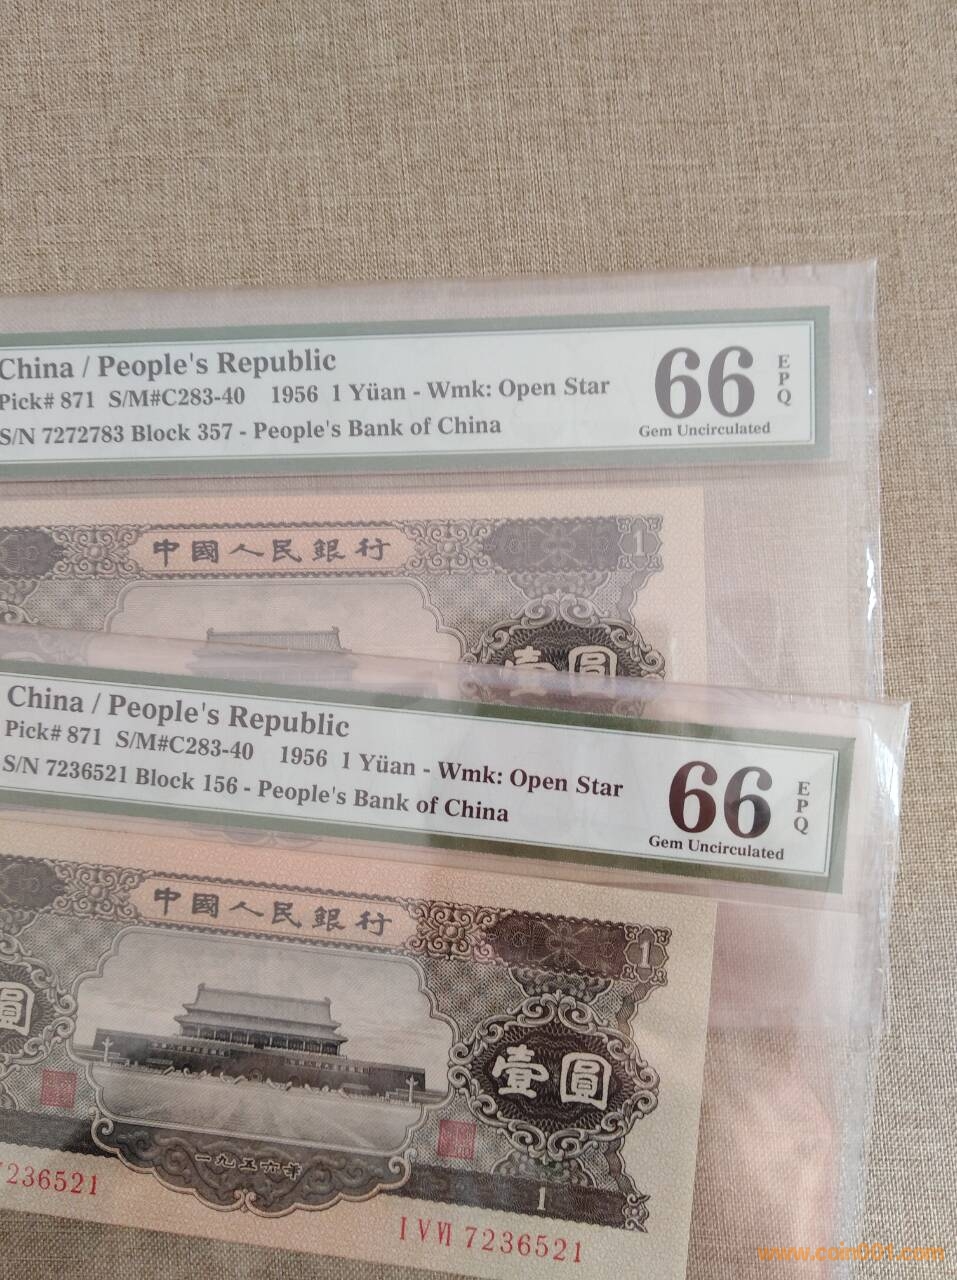 China / People's Republic
Pick# 871 S/M#C283-40 1956 1 Yüan - Wmk: Open Star
S/N 7272783 Block 357 - People's Bank of China
66
EPQ
Gem Uncirculated
中國人民銀行
1
壹圓
China / People's Republic
Pick# 871 S/M#C283-40 1956 1 Yüan - Wmk: Open Star
S/N 7236521 Block 156 - People's Bank of China
66
EPQ
Gem Uncirculated
中國人民銀行
1
圓
壹圓
一九五六年
7236521
1
I V VI 7236521
www.coin001.com